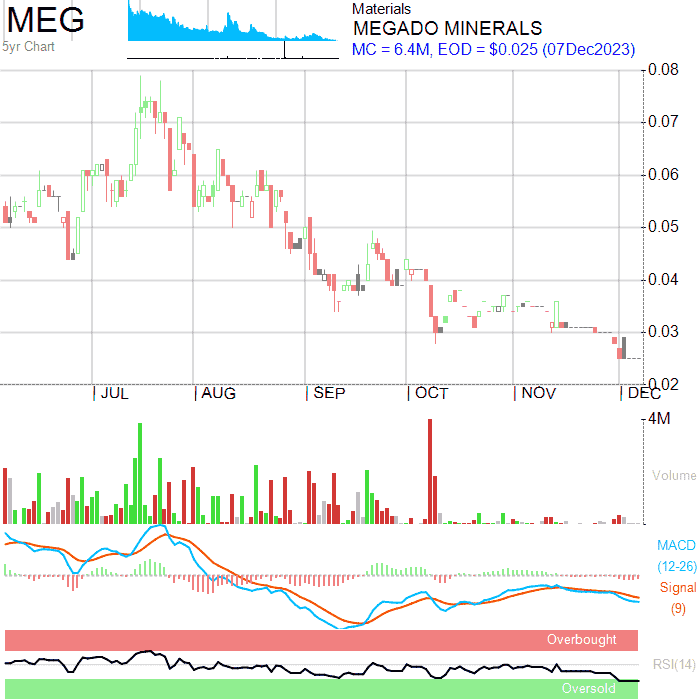 MEG
5yr Chart
Materials
MEGADO MINERALS
MC = 6.4M, EOD = $0.025 (07Dec2023)
0.08
0.07
0.06
0.05
0.04
0.03
0.02
JUL AUG SEP OCT NOV DEC
4M
Volume
MACD
(12-26)
Signal
(9)
Overbought
RSI(14)
Oversold